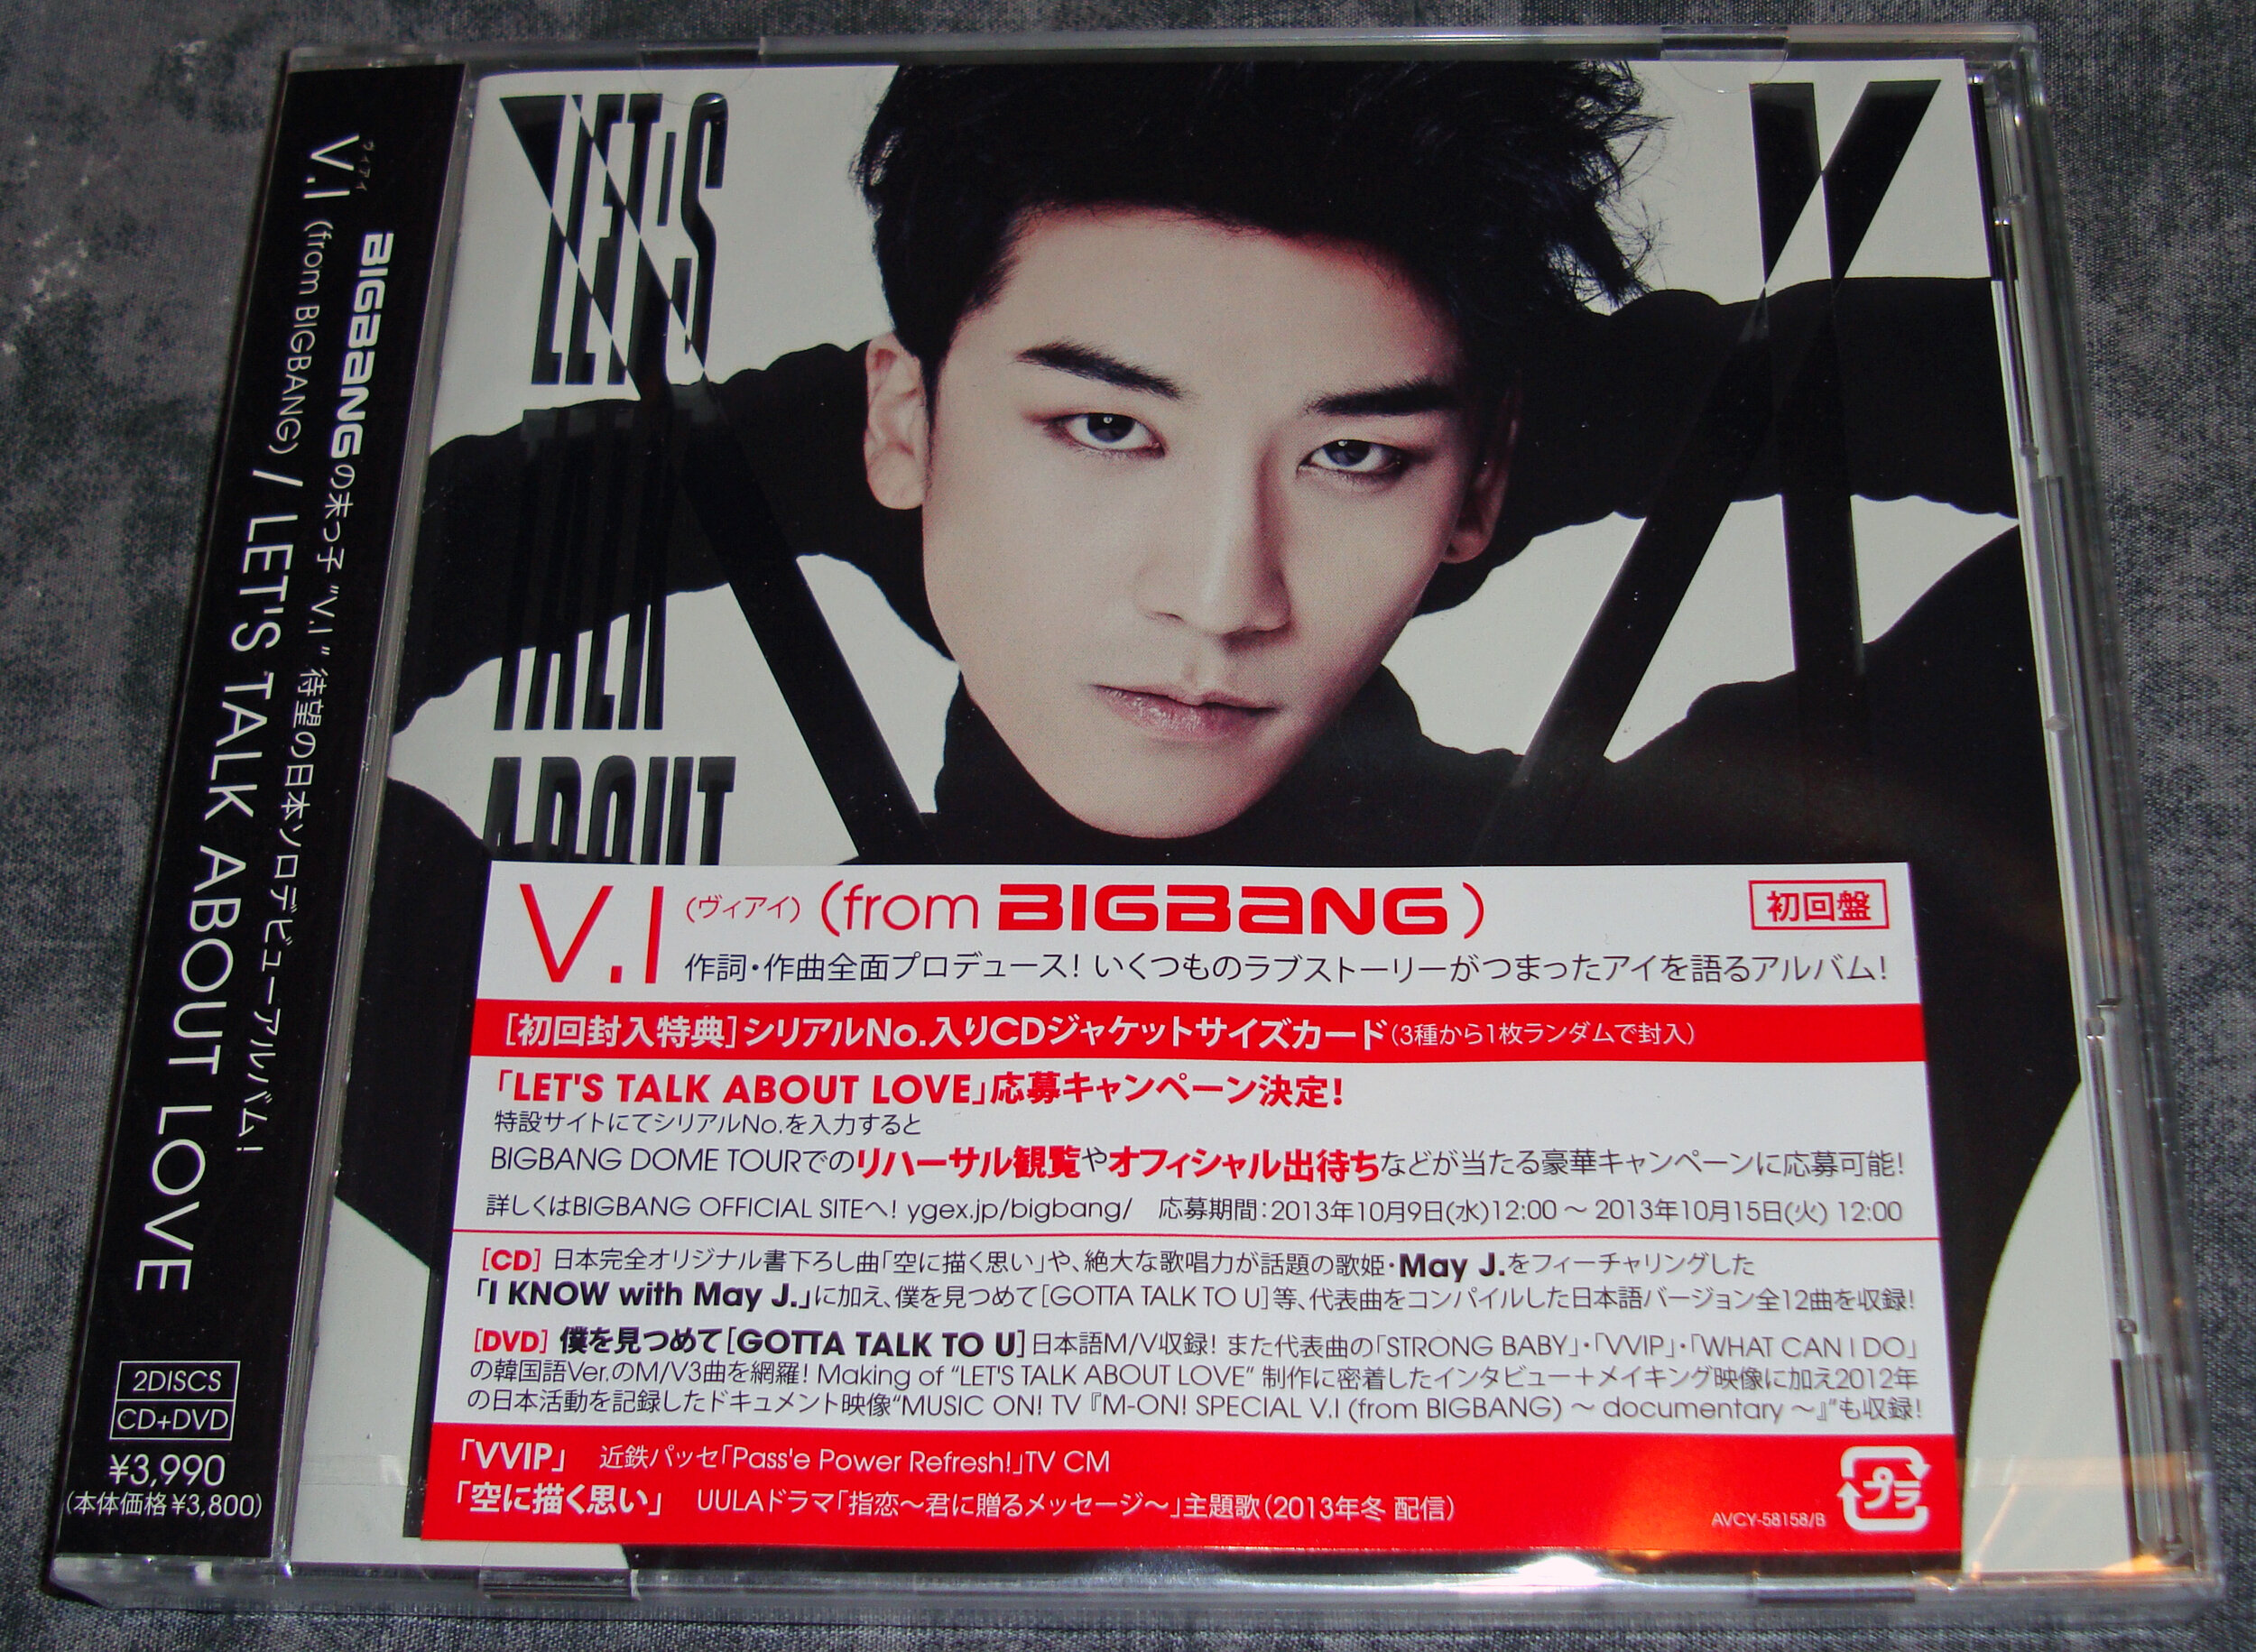 ヴィアイ
V.I (from BIGBANG) / LET'S TALK ABOUT LOVE
BIGBANGの末っ子 "V.I" 待望の日本ソロデビューアルバム!
2DISCS
CD+DVD
¥3,990
(本体価格¥3,800)
LET'S
TALK
ABOUT
V.I (ヴィアイ) (from BIGBANG)
初回盤
作詞・作曲全面プロデュース! いくつものラブストーリーがつまったアイを語るアルバム!
[初回封入特典]シリアルNo.入りCDジャケットサイズカード(3種から1枚ランダムで封入)
「LET'S TALK ABOUT LOVE」応募キャンペーン決定!
特設サイトにてシリアルNo.を入力すると
BIGBANG DOME TOURでのリハーサル観覧やオフィシャル出待ちなどが当たる豪華キャンペーンに応募可能!
詳しくはBIGBANG OFFICIAL SITEへ! ygex.jp/bigbang/ 応募期間:2013年10月9日(水)12:00 ～ 2013年10月15日(火) 12:00
[CD] 日本完全オリジナル書下ろし曲「空に描く思い」や、絶大な歌唱力が話題の歌姫・May J.をフィーチャリングした
「I KNOW with May J.」に加え、僕を見つめて[GOTTA TALK TO U]等、代表曲をコンパイルした日本語バージョン全12曲を収録!
[DVD] 僕を見つめて[GOTTA TALK TO U]日本語M/V収録! また代表曲の「STRONG BABY」・「VVIP」・「WHAT CAN I DO」
の韓国語Ver.のM/V3曲を網羅! Making of "LET'S TALK ABOUT LOVE" 制作に密着したインタビュー＋メイキング映像に加え2012年
の日本活動を記録したドキュメント映像"MUSIC ON! TV『M-ON! SPECIAL V.I (from BIGBANG) ～ documentary ～』"も収録!
「VVIP」 近鉄パッセ「Pass'e Power Refresh!」TV CM
「空に描く思い」 UULAドラマ「指恋～君に贈るメッセージ～」主題歌(2013年冬 配信)
AVCY-58158/B
プラ